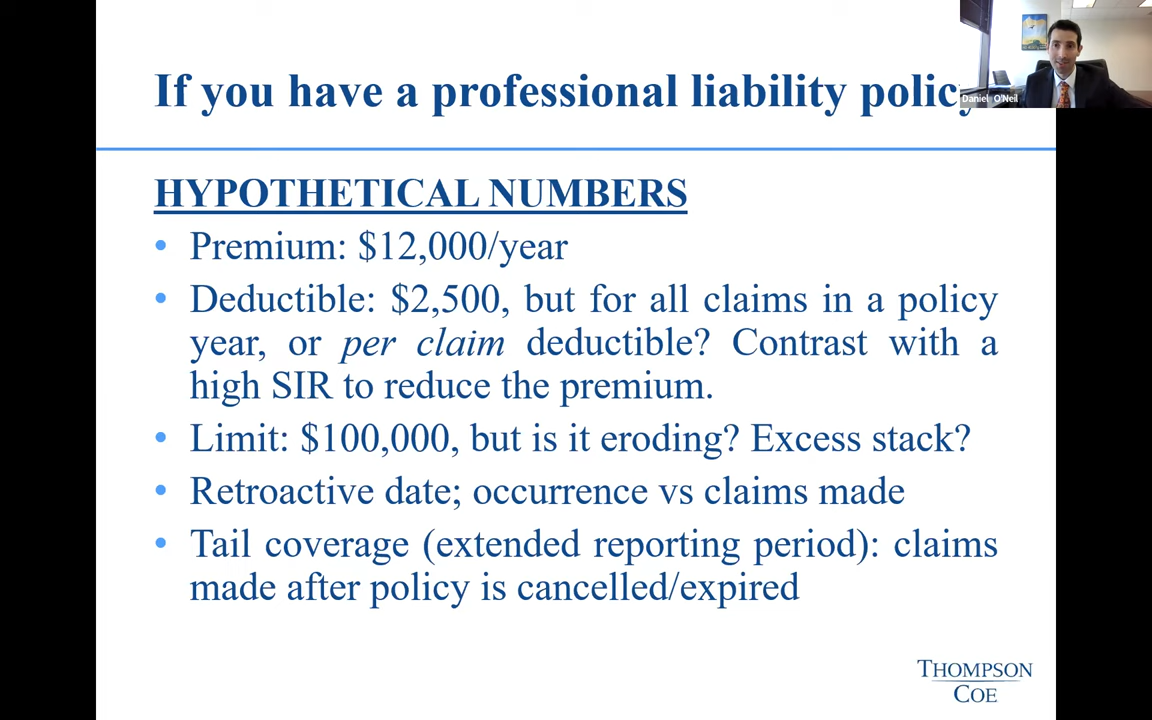 If you have a professional liability policy
Daniel O'Neil
HYPOTHETICAL NUMBERS
• Premium: $12,000/year
• Deductible: $2,500, but for all claims in a policy
year, or per claim deductible? Contrast with a
high SIR to reduce the premium.
• Limit: $100,000, but is it eroding? Excess stack?
• Retroactive date; occurrence vs claims made
• Tail coverage (extended reporting period): claims
made after policy is cancelled/expired
THOMPSON
COE